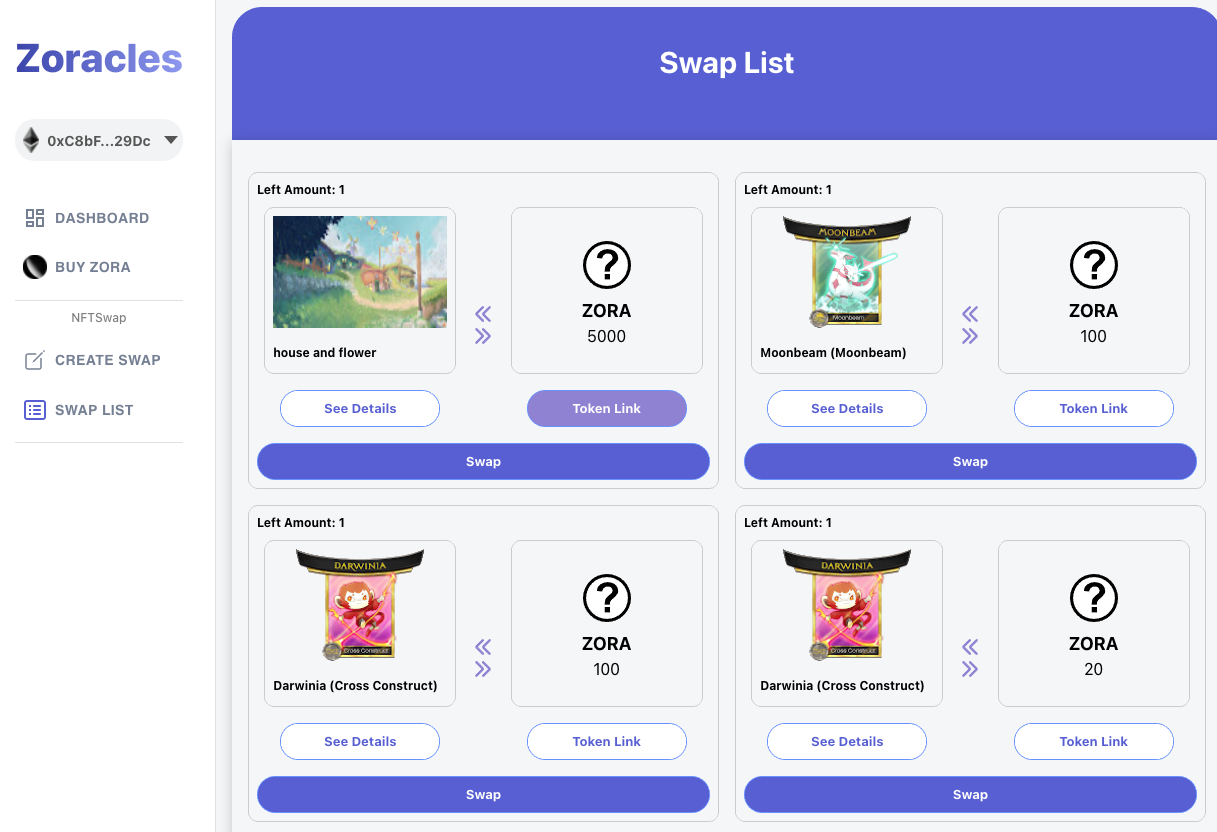 Zoracles
0xC8bF...29Dc
DASHBOARD
BUY ZORA
NFTSwap
CREATE SWAP
SWAP LIST
Swap List
Left Amount: 1
house and flower
?
ZORA
5000
See Details
Token Link
Swap
Left Amount: 1
MOONBEAM
Moonbeam
Moonbeam (Moonbeam)
?
ZORA
100
See Details
Token Link
Swap
Left Amount: 1
DARWINIA
Cross Construct
Darwinia (Cross Construct)
?
ZORA
100
See Details
Token Link
Swap
Left Amount: 1
DARWINIA
Cross Construct
Darwinia (Cross Construct)
?
ZORA
20
See Details
Token Link
Swap